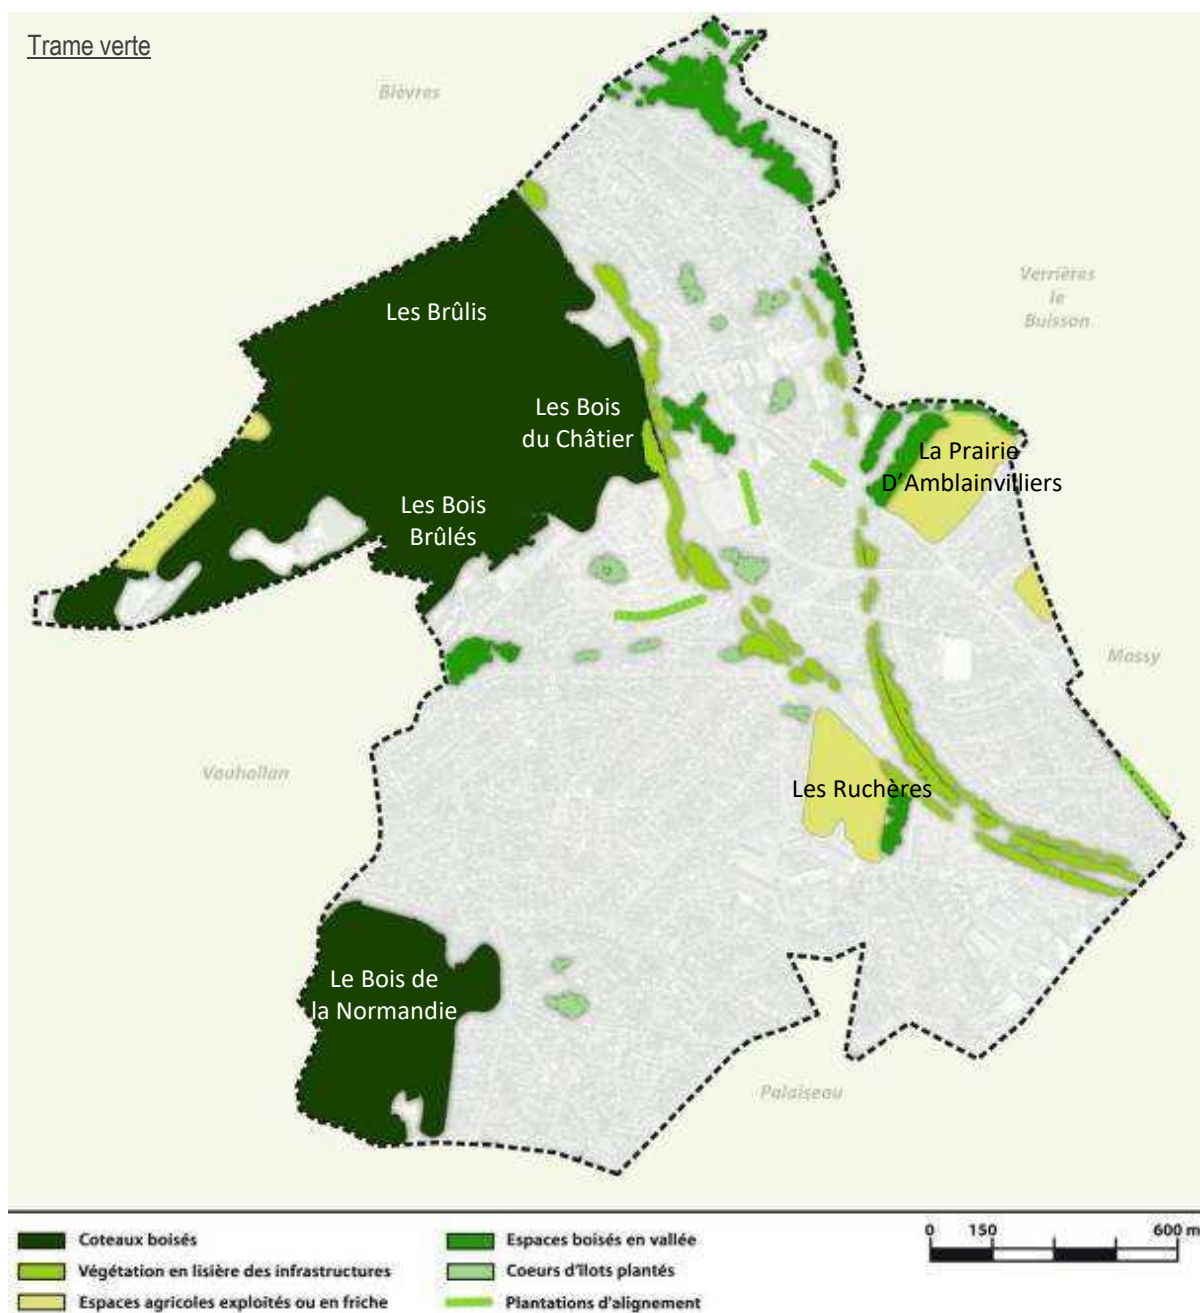 Trame verte
Bièvres
Verrières
le
Buisson
Les Brûlis
Les Bois
du Châtier
La Prairie
D'Amblainvilliers
Les Bois
Brûlés
Massy
Vauhallan
Les Ruchères
Le Bois de
la Normandie
Palaiseau
Coteaux boisés
Végétation en lisière des infrastructures
Espaces agricoles exploités ou en friche
Espaces boisés en vallée
Coeurs d'îlots plantés
Plantations d'alignement
0 150 600 m